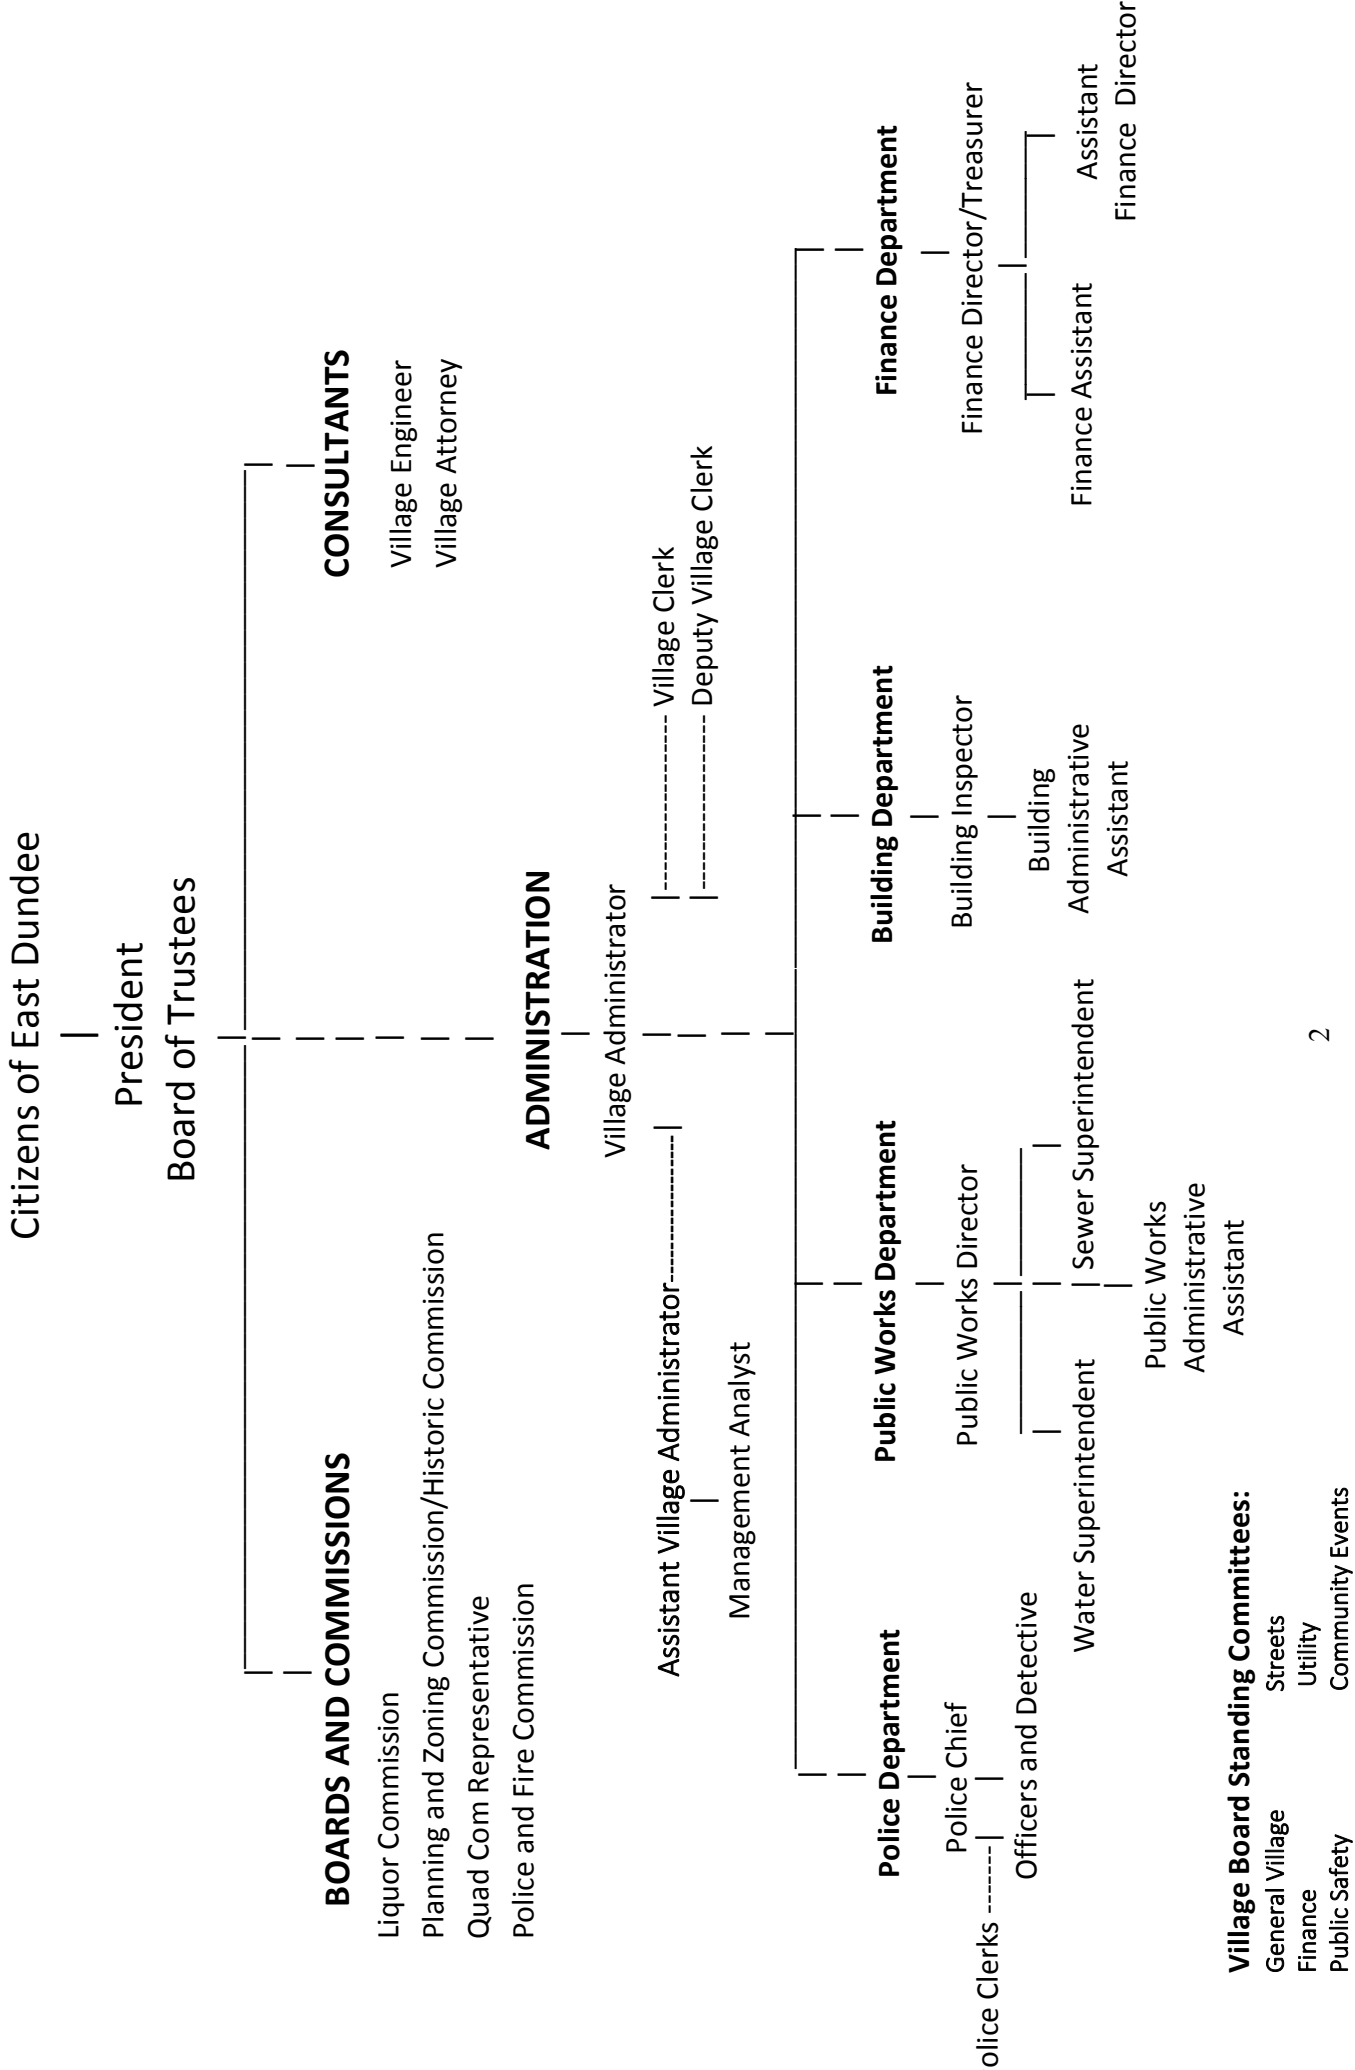 Citizens of East Dundee
President
Board of Trustees
BOARDS AND COMMISSIONS
Liquor Commission
Planning and Zoning Commission/Historic Commission
Quad Com Representative
Police and Fire Commission
CONSULTANTS
Village Engineer
Village Attorney
ADMINISTRATION
Village Administrator
Assistant Village Administrator
Management Analyst
Village Clerk
Deputy Village Clerk
Police Department
Police Chief
olice Clerks
Officers and Detective
Public Works Department
Public Works Director
Water Superintendent
Sewer Superintendent
Public Works
Administrative
Assistant
Building Department
Building Inspector
Building
Administrative
Assistant
Finance Department
Finance Director/Treasurer
Finance Assistant
Assistant
Finance Director
Village Board Standing Committees:
General Village Streets
Finance Utility
Public Safety Community Events
2